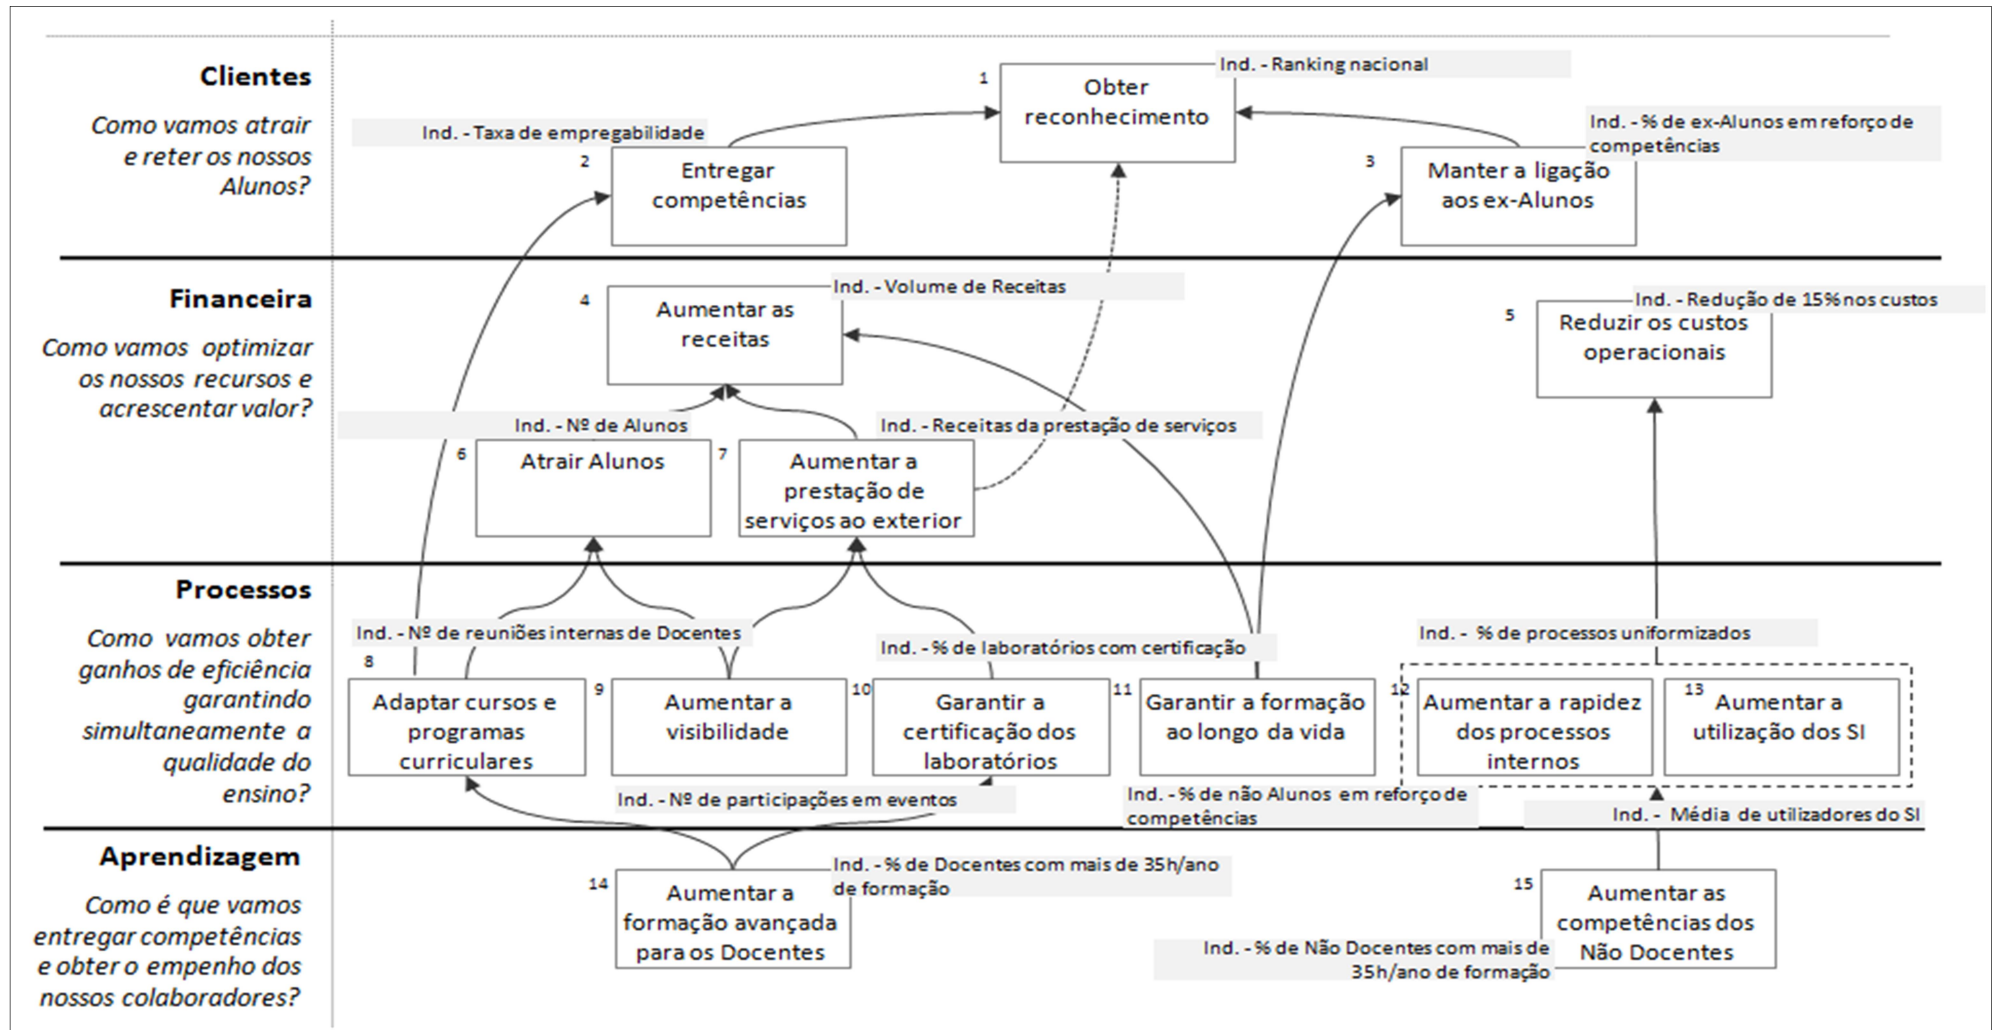 Clientes
Como vamos atrair
e reter os nossos
Alunos?
Ind. - Ranking nacional
1
Obter
reconhecimento
Ind. - Taxa de empregabilidade
2
Entregar
competências
Ind. - % de ex-Alunos em reforço de
competências
3
Manter a ligação
aos ex-Alunos
Financeira
Como vamos optimizar
os nossos recursos e
acrescentar valor?
Ind. - Volume de Receitas
4
Aumentar as
receitas
Ind. - Redução de 15% nos custos
5
Reduzir os custos
operacionais
Ind. - Nº de Alunos
6
Atrair Alunos
Ind. - Receitas da prestação de serviços
7
Aumentar a
prestação de
serviços ao exterior
Processos
Como vamos obter
ganhos de eficiência
garantindo
simultaneamente a
qualidade do
ensino?
Ind. - Nº de reuniões internas de Docentes
8
Adaptar cursos e
programas
curriculares
9
Aumentar a
visibilidade
Ind. - Nº de participações em eventos
Ind. - % de laboratórios com certificação
10
Garantir a
certificação dos
laboratórios
11
Garantir a formação
ao longo da vida
Ind. - % de não Alunos em reforço de
competências
Ind. - % de processos uniformizados
12
Aumentar a rapidez
dos processos
internos
13
Aumentar a
utilização dos SI
Ind. - Média de utilizadores do SI
Aprendizagem
Como é que vamos
entregar competências
e obter o empenho dos
nossos colaboradores?
14
Aumentar a
formação avançada
para os Docentes
Ind. - % de Docentes com mais de 35h/ano
de formação
15
Aumentar as
competências dos
Não Docentes
Ind. - % de Não Docentes com mais de
35h/ano de formação